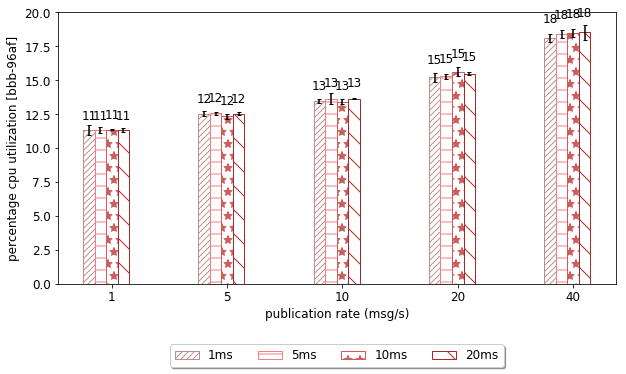 percentage cpu utilization [bbb-96af]
20.0
17.5
15.0
12.5
10.0
7.5
5.0
2.5
0.0
11 11 11 11
12 12 12 12
13 13 13 13
15 15 15 15
18 18 18 18
1 5 10 20 40
publication rate (msg/s)
1ms 5ms 10ms 20ms